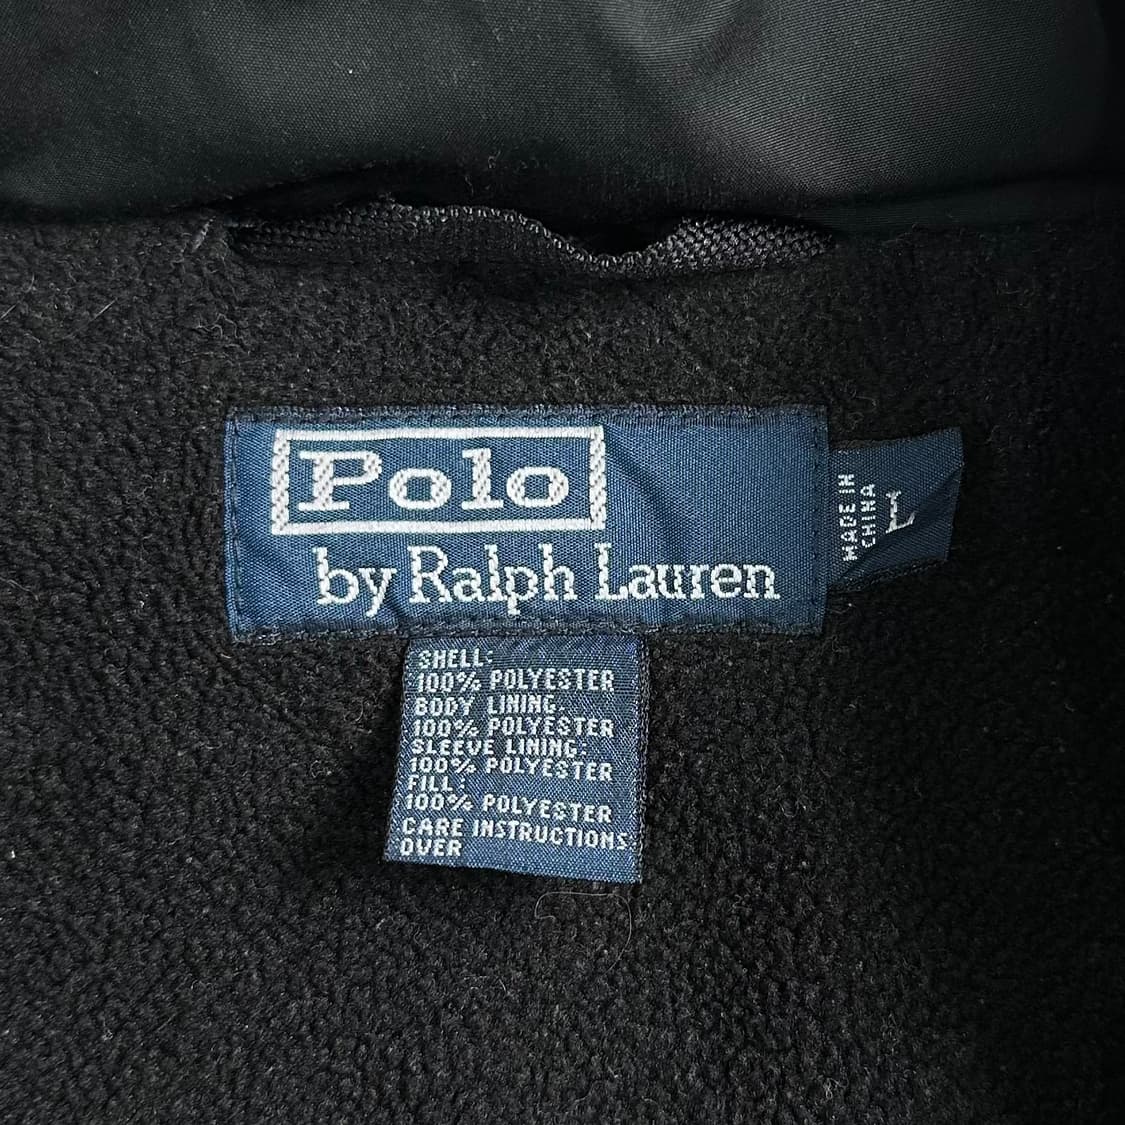 Polo
by Ralph Lauren
MADE IN
CHINA
L
SHELL:
100% POLYESTER
BODY LINING:
100% POLYESTER
SLEEVE LINING:
100% POLYESTER
FILL:
100% POLYESTER
CARE INSTRUCTIONS
OVER